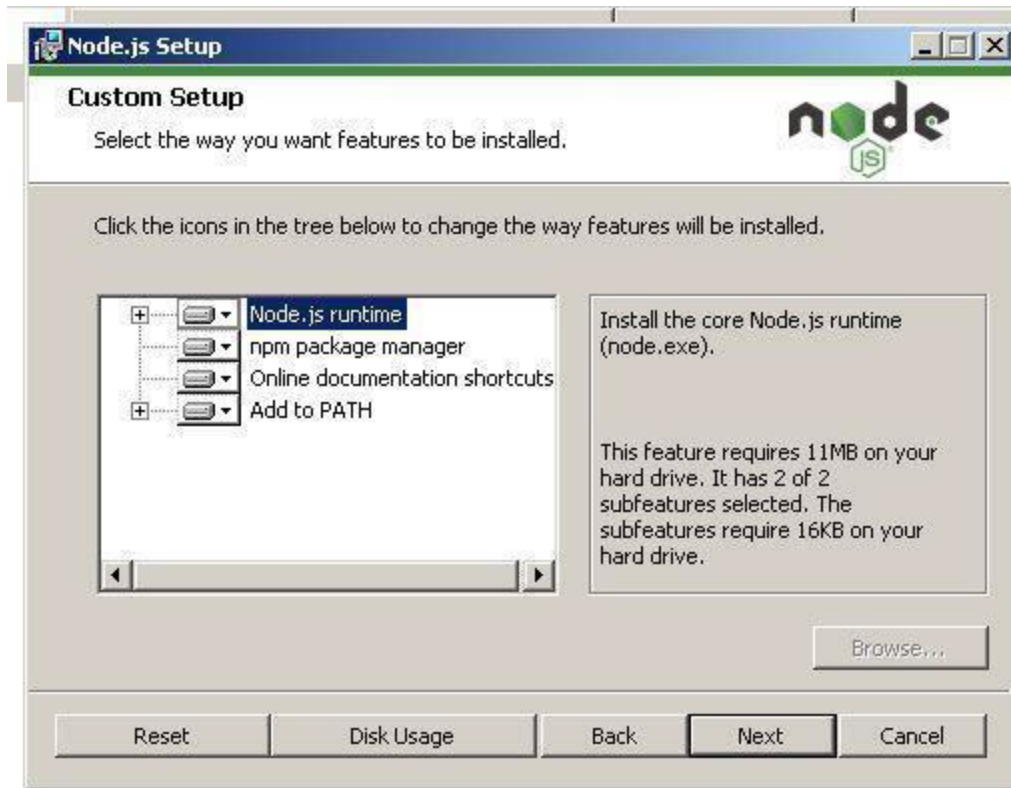 Node.js Setup
Custom Setup
Select the way you want features to be installed.
node
JS
Click the icons in the tree below to change the way features will be installed.
Node.js runtime
npm package manager
Online documentation shortcuts
Add to PATH
Install the core Node.js runtime
(node.exe).
This feature requires 11MB on your
hard drive. It has 2 of 2
subfeatures selected. The
subfeatures require 16KB on your
hard drive.
Browse...
Reset
Disk Usage
Back
Next
Cancel